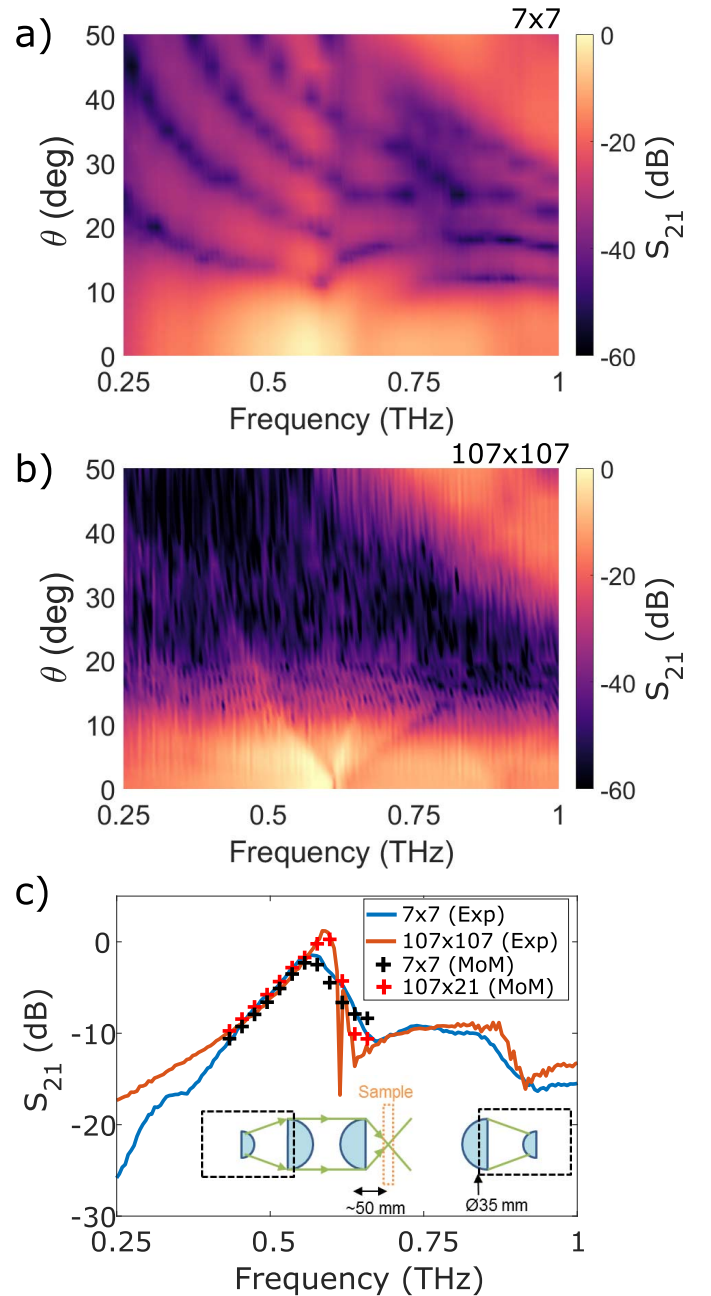 a)
7x7
50
40
30
20
10
0
θ (deg)
0.25 0.5 0.75 1
Frequency (THz)
0
-20
-40
-60
S21 (dB)
b)
107x107
50
40
30
20
10
0
θ (deg)
0.25 0.5 0.75 1
Frequency (THz)
0
-20
-40
-60
S21 (dB)
c)
0
-10
-20
-30
S21 (dB)
7x7 (Exp)
107x107 (Exp)
7x7 (MoM)
107x21 (MoM)
Sample
~50 mm
Ø35 mm
0.25 0.5 0.75 1
Frequency (THz)